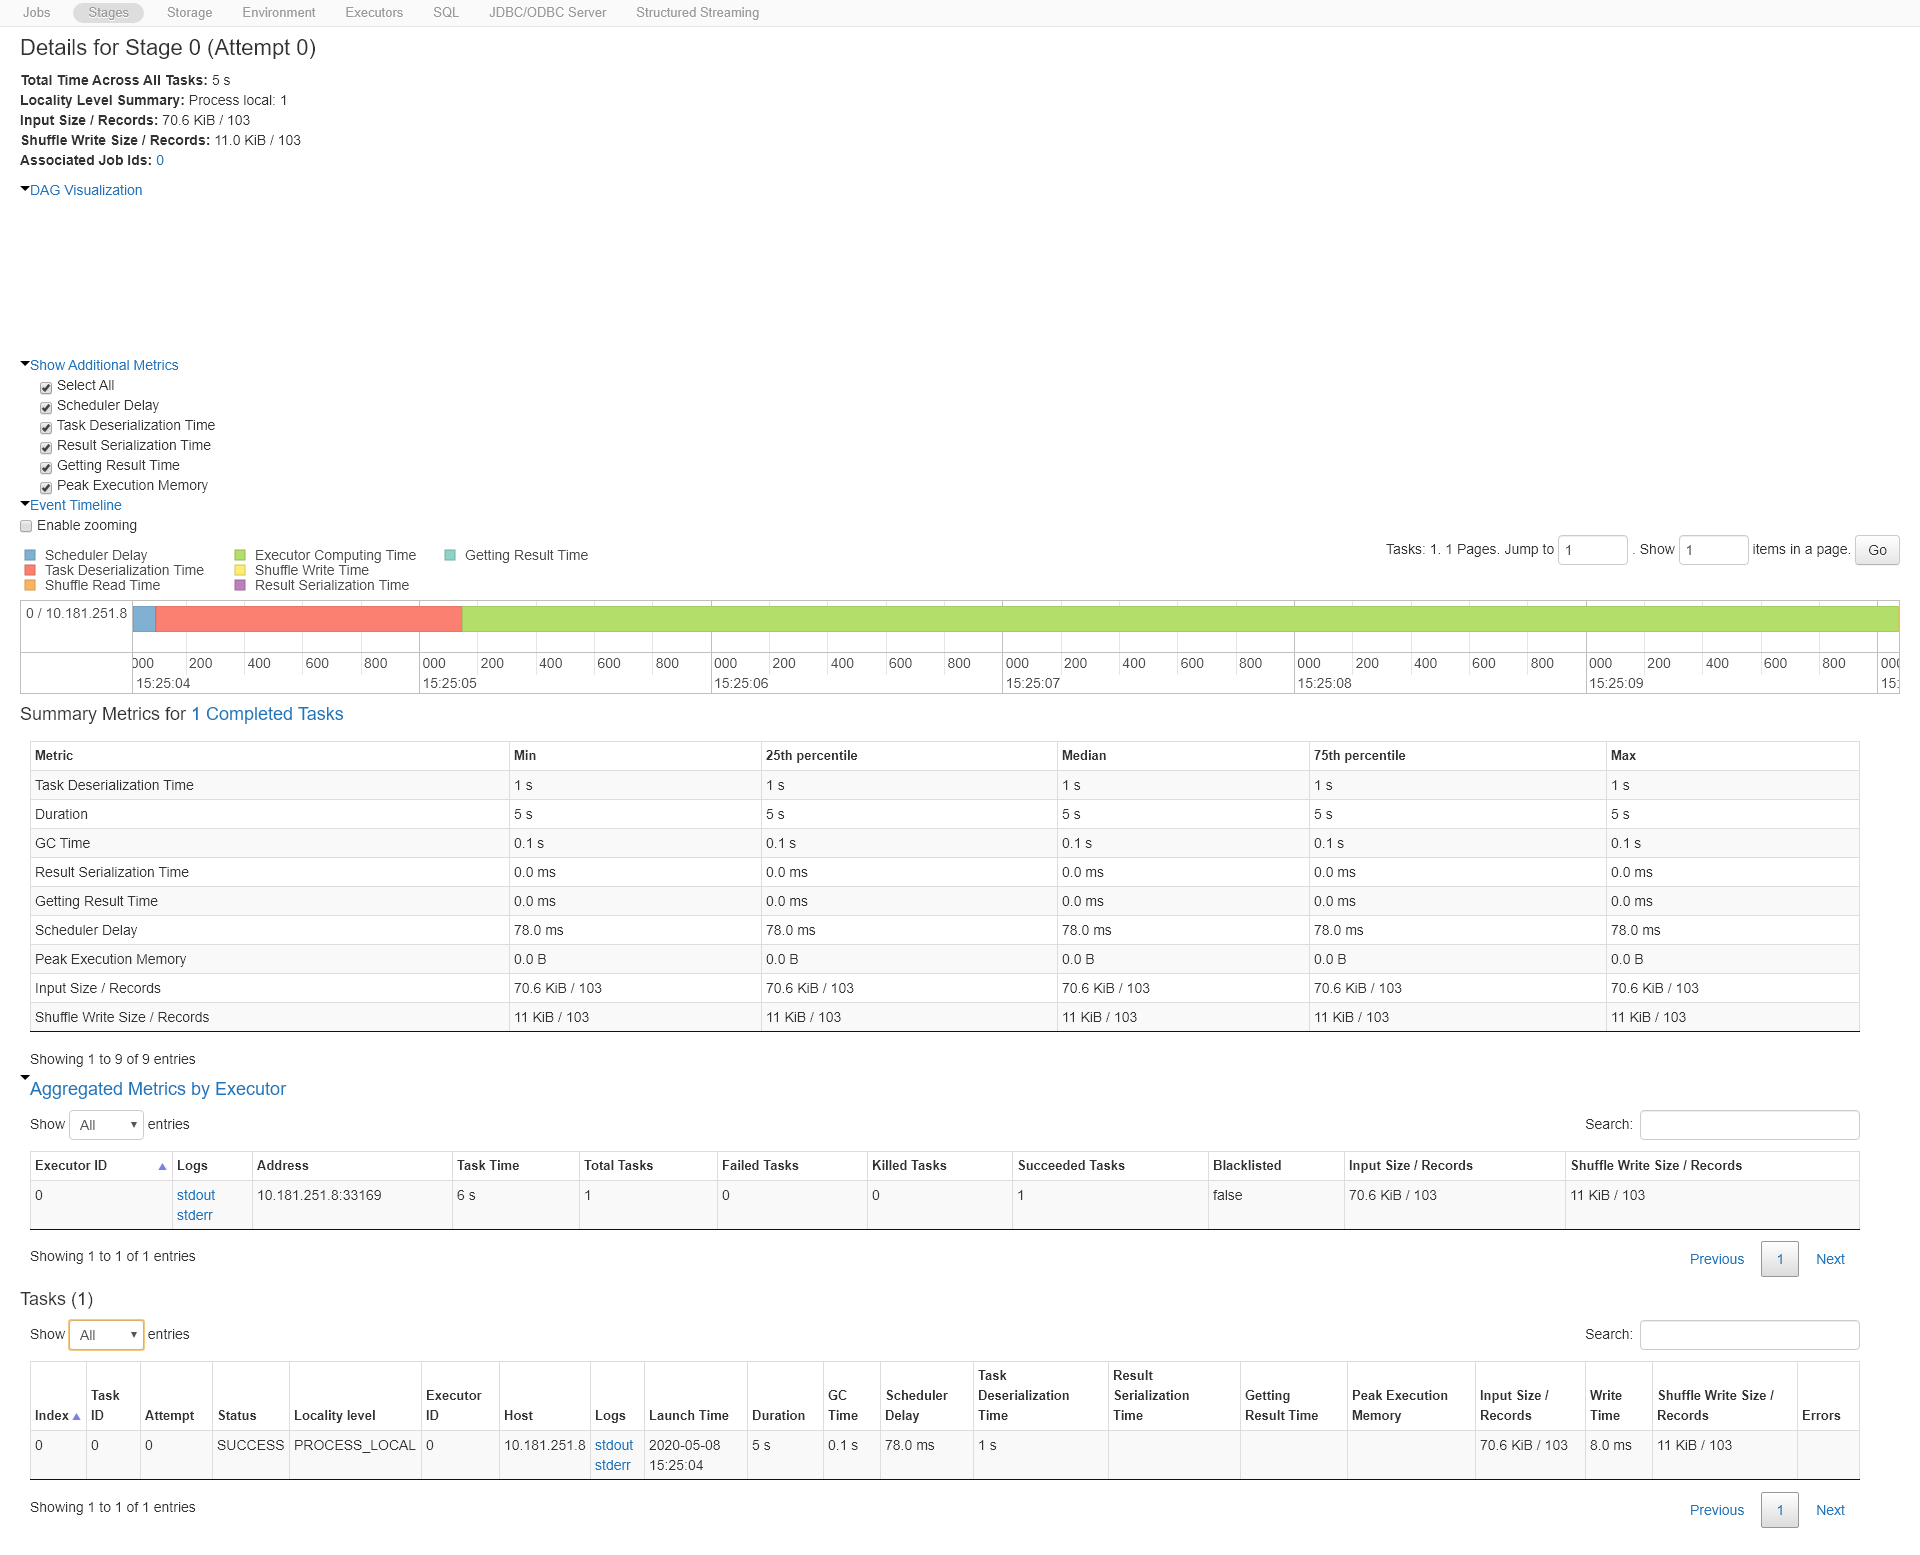 Jobs Stages Storage Environment Executors SQL JDBC/ODBC Server Structured Streaming
Details for Stage 0 (Attempt 0)
Total Time Across All Tasks: 5 s
Locality Level Summary: Process local: 1
Input Size / Records: 70.6 KiB / 103
Shuffle Write Size / Records: 11.0 KiB / 103
Associated Job Ids: 0
DAG Visualization
Show Additional Metrics
Select All
Scheduler Delay
Task Deserialization Time
Result Serialization Time
Getting Result Time
Peak Execution Memory
Event Timeline
Enable zooming
Tasks: 1. 1 Pages. Jump to 1 . Show 1 items in a page. Go
Scheduler Delay Executor Computing Time Getting Result Time
Task Deserialization Time Shuffle Write Time
Shuffle Read Time Result Serialization Time
0 / 10.181.251.8
000 200 400 600 800 000 200 400 600 800 000 200 400 600 800 000 200 400 600 800 000 200 400 600 800 000 200 400 600 800 000
15:25:04 15:25:05 15:25:06 15:25:07 15:25:08 15:25:09 15:
Summary Metrics for 1 Completed Tasks
Metric Min 25th percentile Median 75th percentile Max
Task Deserialization Time 1 s 1 s 1 s 1 s 1 s
Duration 5 s 5 s 5 s 5 s 5 s
GC Time 0.1 s 0.1 s 0.1 s 0.1 s 0.1 s
Result Serialization Time 0.0 ms 0.0 ms 0.0 ms 0.0 ms 0.0 ms
Getting Result Time 0.0 ms 0.0 ms 0.0 ms 0.0 ms 0.0 ms
Scheduler Delay 78.0 ms 78.0 ms 78.0 ms 78.0 ms 78.0 ms
Peak Execution Memory 0.0 B 0.0 B 0.0 B 0.0 B 0.0 B
Input Size / Records 70.6 KiB / 103 70.6 KiB / 103 70.6 KiB / 103 70.6 KiB / 103 70.6 KiB / 103
Shuffle Write Size / Records 11 KiB / 103 11 KiB / 103 11 KiB / 103 11 KiB / 103 11 KiB / 103
Showing 1 to 9 of 9 entries
Aggregated Metrics by Executor
Show All entries Search:
Executor ID Logs Address Task Time Total Tasks Failed Tasks Killed Tasks Succeeded Tasks Blacklisted Input Size / Records Shuffle Write Size / Records
0 stdout 10.181.251.8:33169 6 s 1 0 0 1 false 70.6 KiB / 103 11 KiB / 103
stderr
Showing 1 to 1 of 1 entries
Previous 1 Next
Tasks (1)
Show All entries Search:
Task Result
Task Executor GC Scheduler Deserialization Serialization Getting Peak Execution Input Size / Write Shuffle Write Size /
Index ID Attempt Status Locality level ID Host Logs Launch Time Duration Time Delay Time Time Result Time Memory Records Time Records Errors
0 0 0 SUCCESS PROCESS_LOCAL 0 10.181.251.8 stdout 2020-05-08 5 s 0.1 s 78.0 ms 1 s 70.6 KiB / 103 8.0 ms 11 KiB / 103
stderr 15:25:04
Showing 1 to 1 of 1 entries
Previous 1 Next